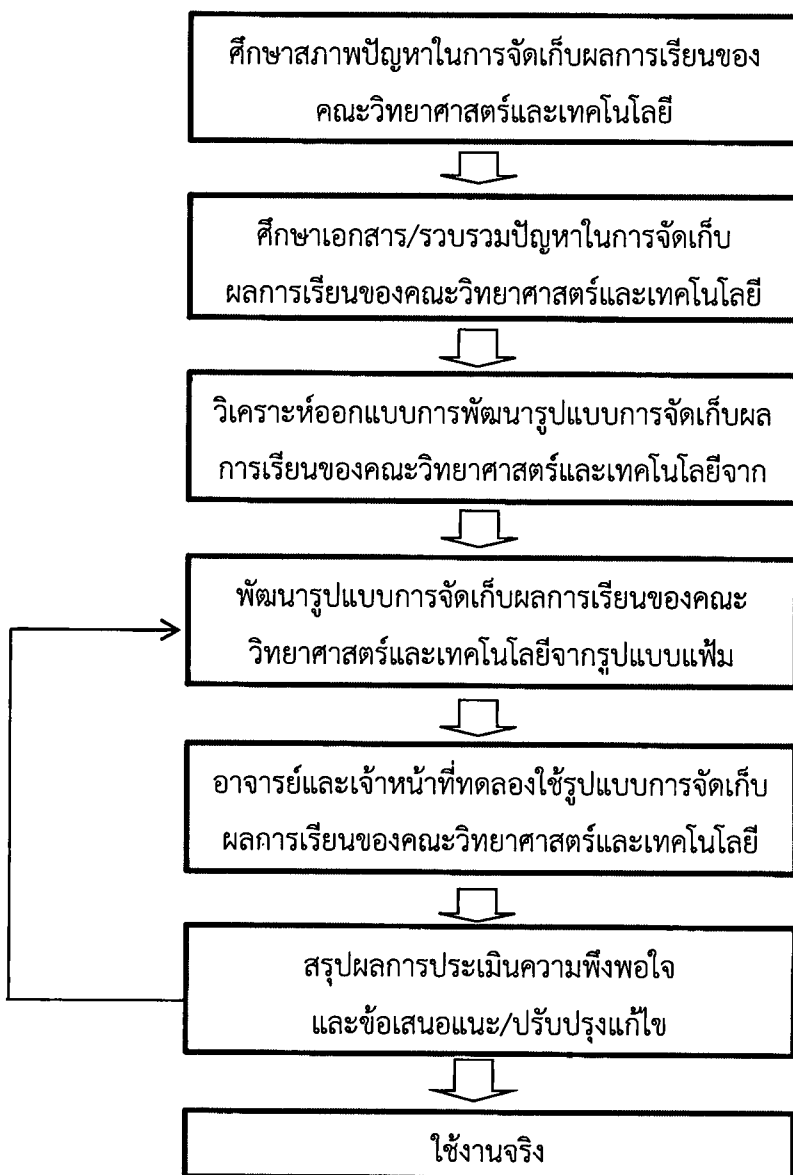 ศึกษาสภาพปัญหาในการจัดเก็บผลการเรียนของ
คณะวิทยาศาสตร์และเทคโนโลยี
ศึกษาเอกสาร/รวบรวมปัญหาในการจัดเก็บ
ผลการเรียนของคณะวิทยาศาสตร์และเทคโนโลยี
วิเคราะห์ออกแบบการพัฒนารูปแบบการจัดเก็บผล
การเรียนของคณะวิทยาศาสตร์และเทคโนโลยีจาก
พัฒนารูปแบบการจัดเก็บผลการเรียนของคณะ
วิทยาศาสตร์และเทคโนโลยีจากรูปแบบแฟ้ม
อาจารย์และเจ้าหน้าที่ทดลองใช้รูปแบบการจัดเก็บ
ผลการเรียนของคณะวิทยาศาสตร์และเทคโนโลยี
สรุปผลการประเมินความพึงพอใจ
และข้อเสนอแนะ/ปรับปรุงแก้ไข
ใช้งานจริง